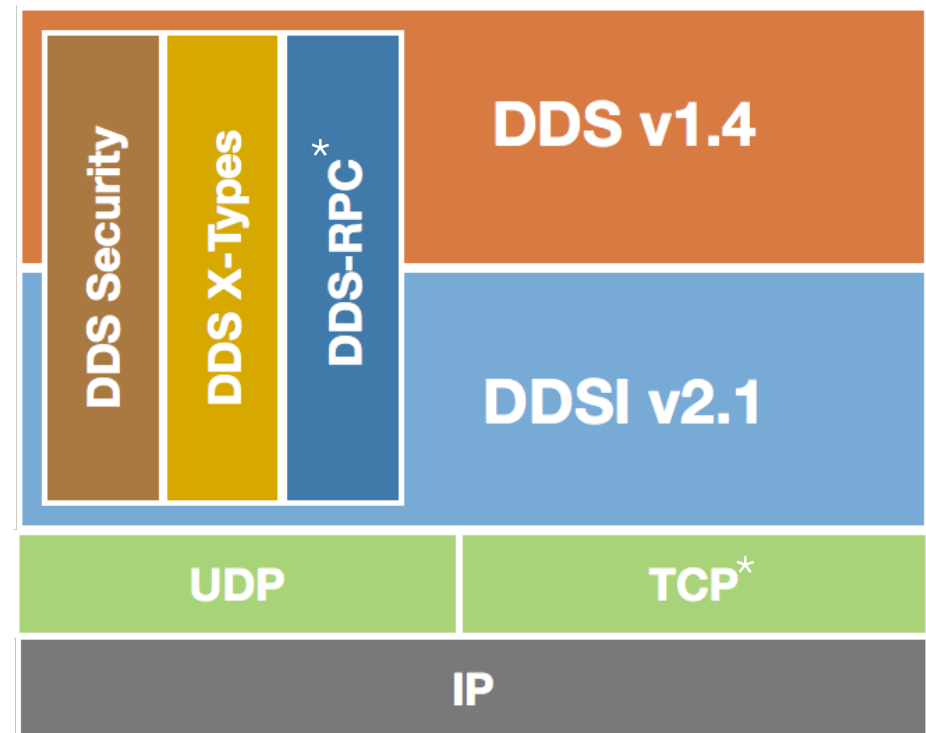 DDS Security
DDS X-Types
DDS-RPC*
DDS v1.4
DDSI v2.1
UDP
TCP*
IP